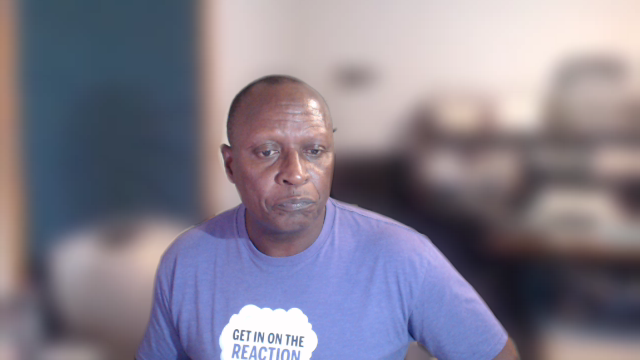 GET IN ON THE
REACTION